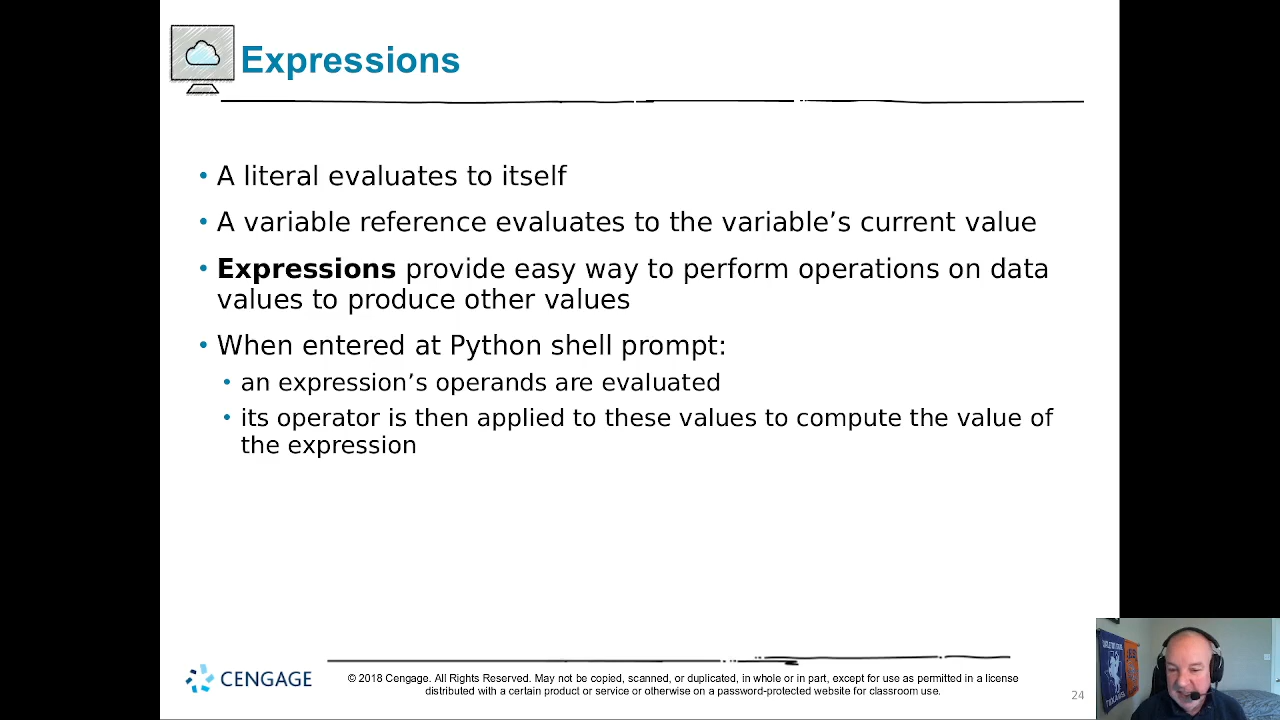 Expressions
• A literal evaluates to itself
• A variable reference evaluates to the variable’s current value
• Expressions provide easy way to perform operations on data
values to produce other values
• When entered at Python shell prompt:
• an expression’s operands are evaluated
• its operator is then applied to these values to compute the value of
the expression
CENGAGE
© 2018 Cengage. All Rights Reserved. May not be copied, scanned, or duplicated, in whole or in part, except for use as permitted in a license
distributed with a certain product or service or otherwise on a password-protected website for classroom use.
24